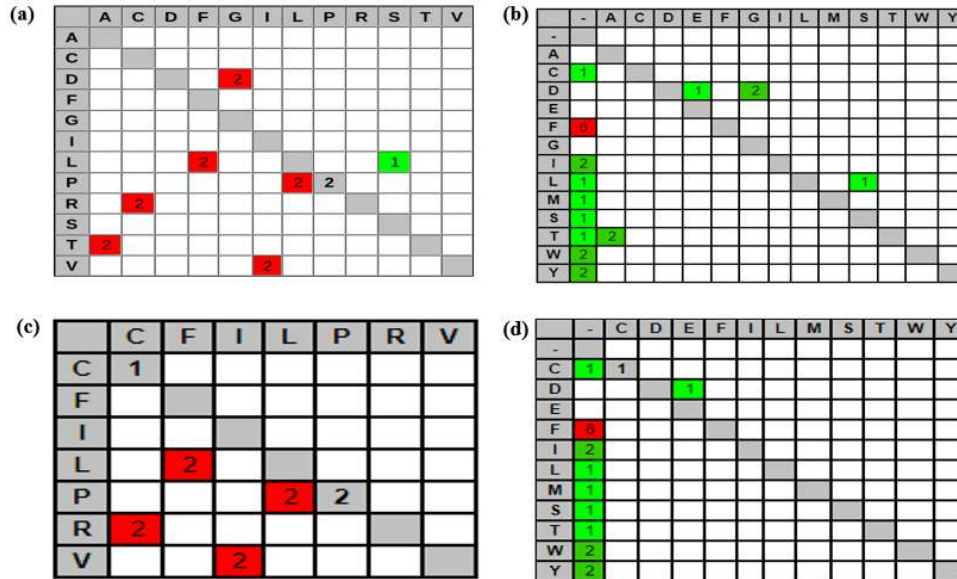 (a)
A C D F G I L P R S T V
A
C
D 2
F
G
I
L 2 1
P 2 2
R 2
S
T 2
V 2
(b)
- A C D E F G I L M S T W Y
-
A
C 1
D 1 2
E
F 6
G
I 2
L 1 1
M 1
S 1
T 1 2
W 2
Y 2
(c)
C F I L P R V
C 1
F
I
L 2
P 2 2
R 2
V 2
(d)
- C D E F I L M S T W Y
-
C 1 1
D 1
E
F 6
I 2
L 1
M 1
S 1
T 1
W 2
Y 2